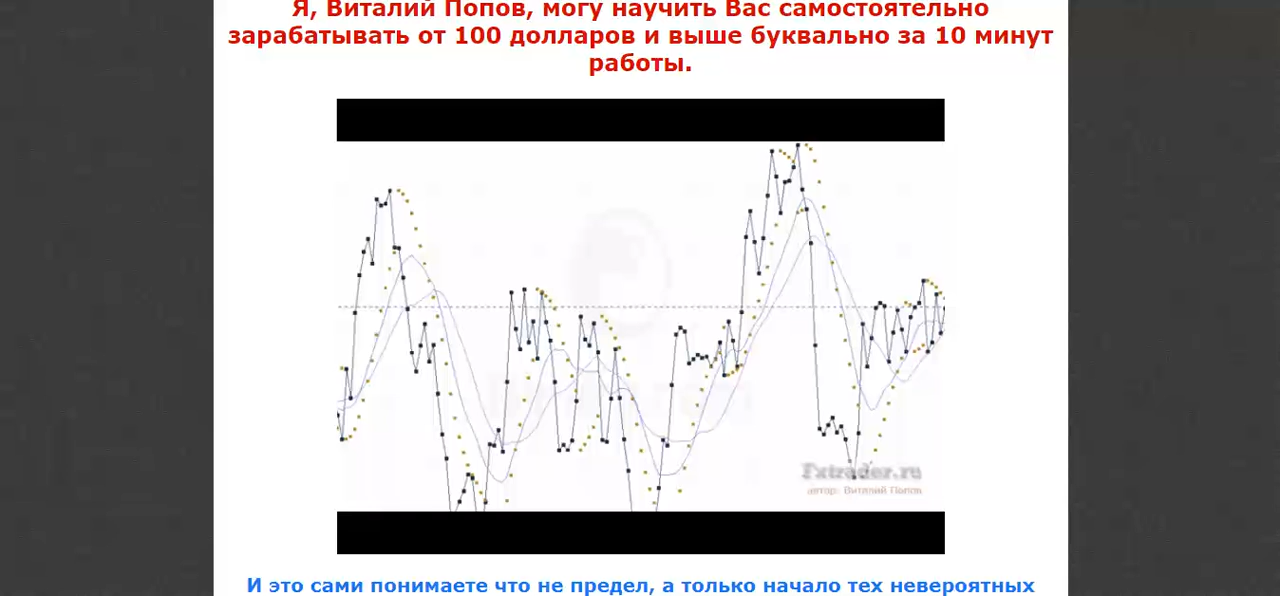 Я, Виталий Попов, могу научить Вас самостоятельно
зарабатывать от 100 долларов и выше буквально за 10 минут
работы.
Fxtrader.ru
автор: Виталий Попов
И это сами понимаете что не предел, а только начало тех невероятных